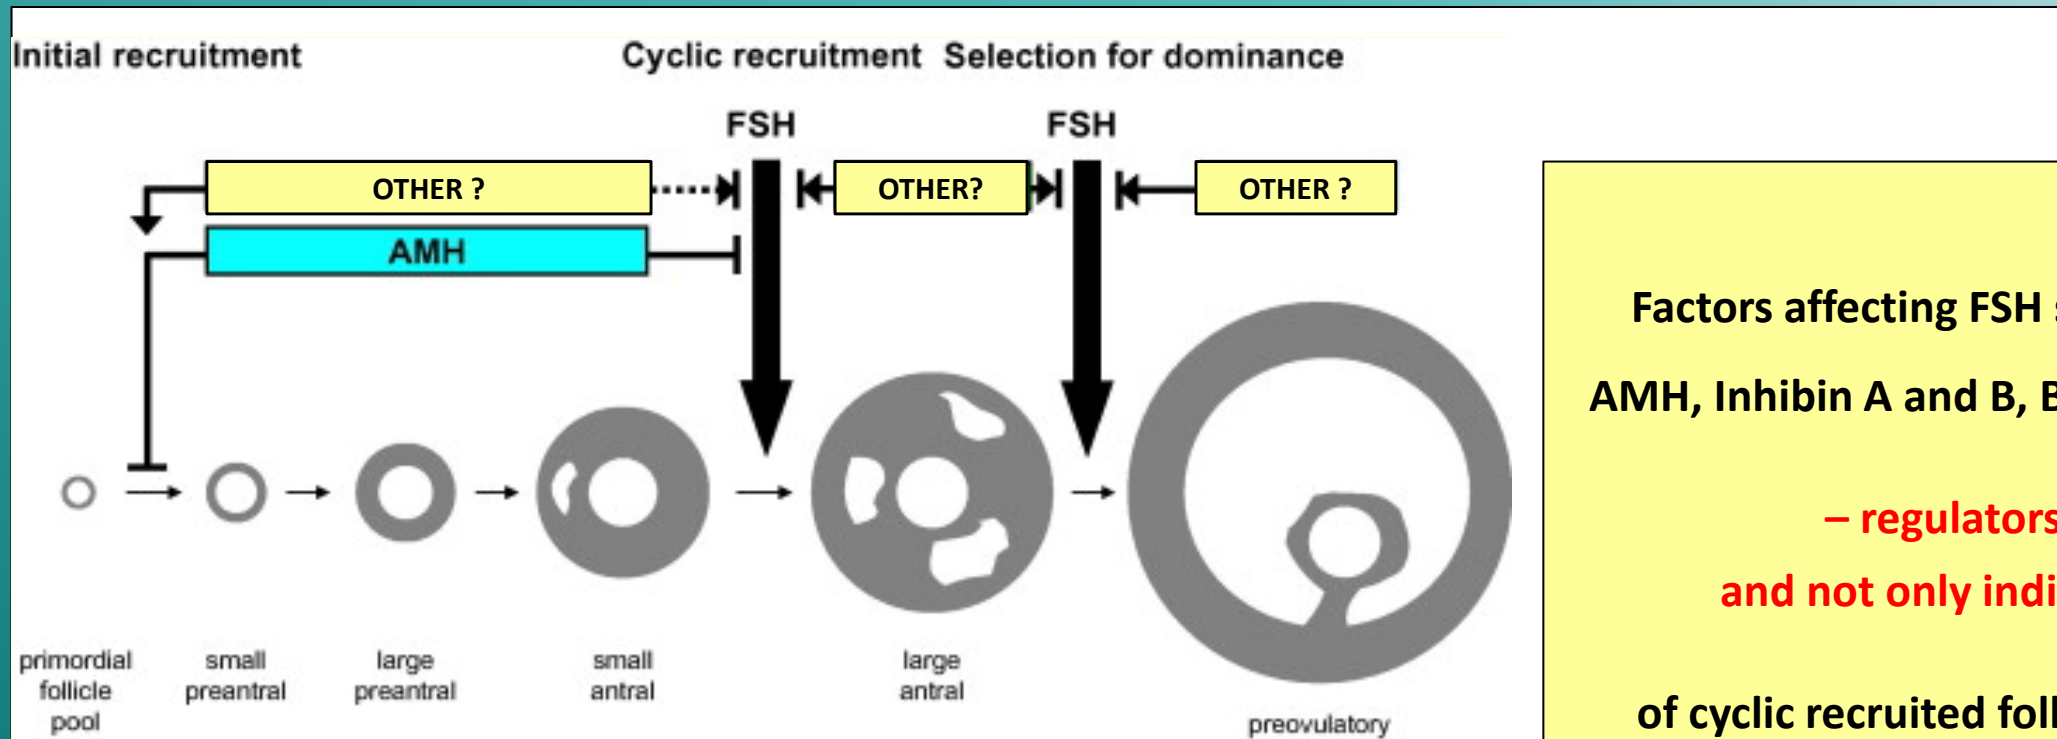 Initial recruitment
Cyclic recruitment
Selection for dominance
FSH
FSH
OTHER ?
OTHER?
OTHER ?
AMH
primordial
follicle
pool
small
preantral
large
preantral
small
antral
large
antral
preovulatory
Factors affecting FSH
AMH, Inhibin A and B,
– regulators
and not only
of cyclic recruited